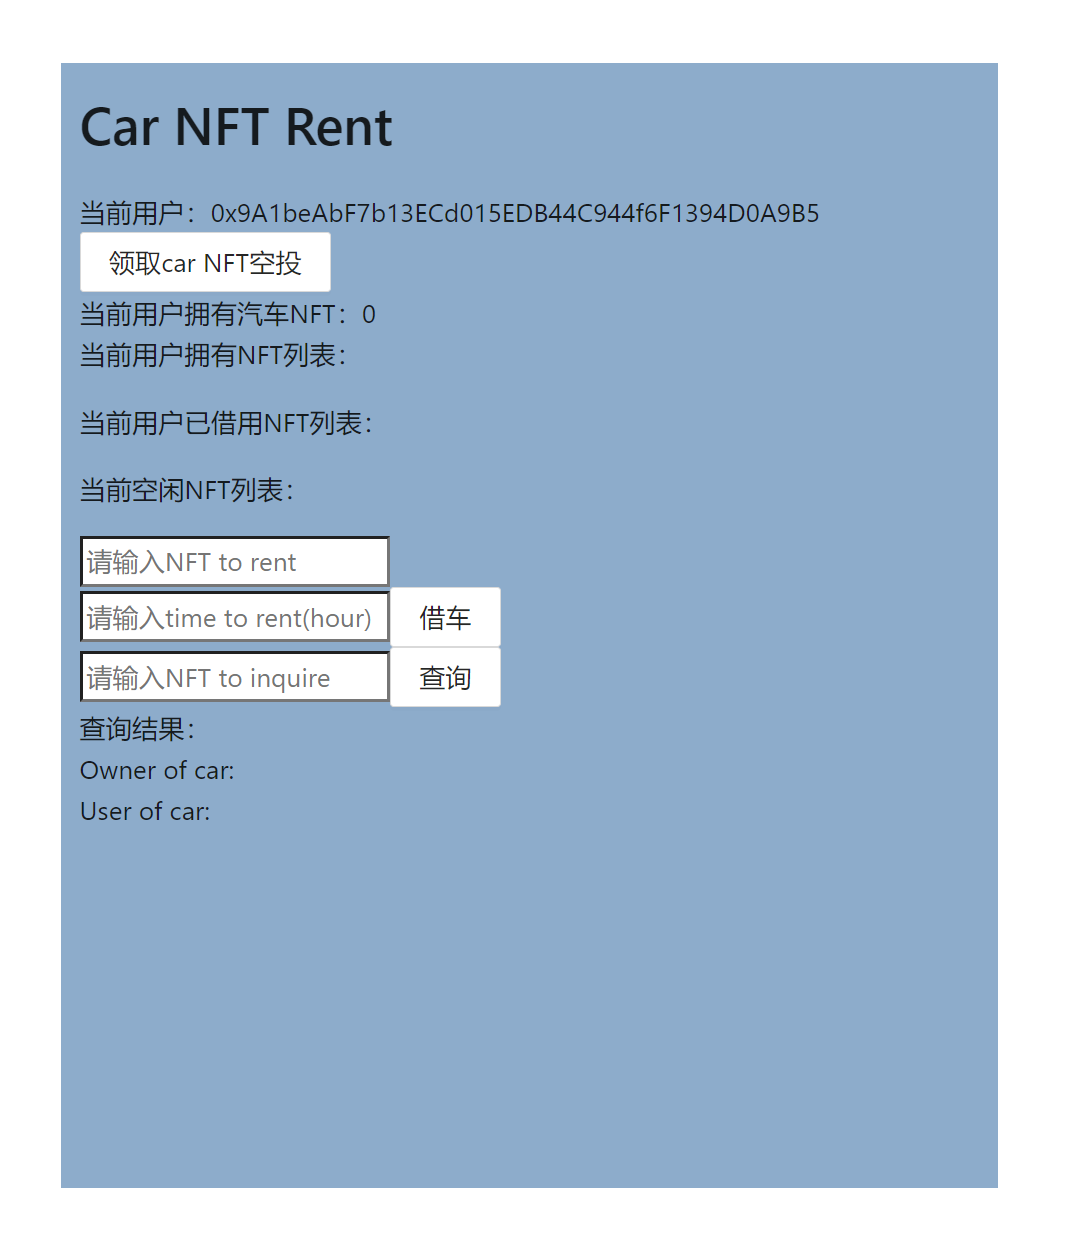 Car NFT Rent
当前用户：0x9A1beAbF7b13ECd015EDB44C944f6F1394D0A9B5
领取car NFT空投
当前用户拥有汽车NFT：0
当前用户拥有NFT列表：
当前用户已借用NFT列表：
当前空闲NFT列表：
请输入NFT to rent
请输入time to rent(hour) 借车
请输入NFT to inquire 查询
查询结果：
Owner of car:
User of car: